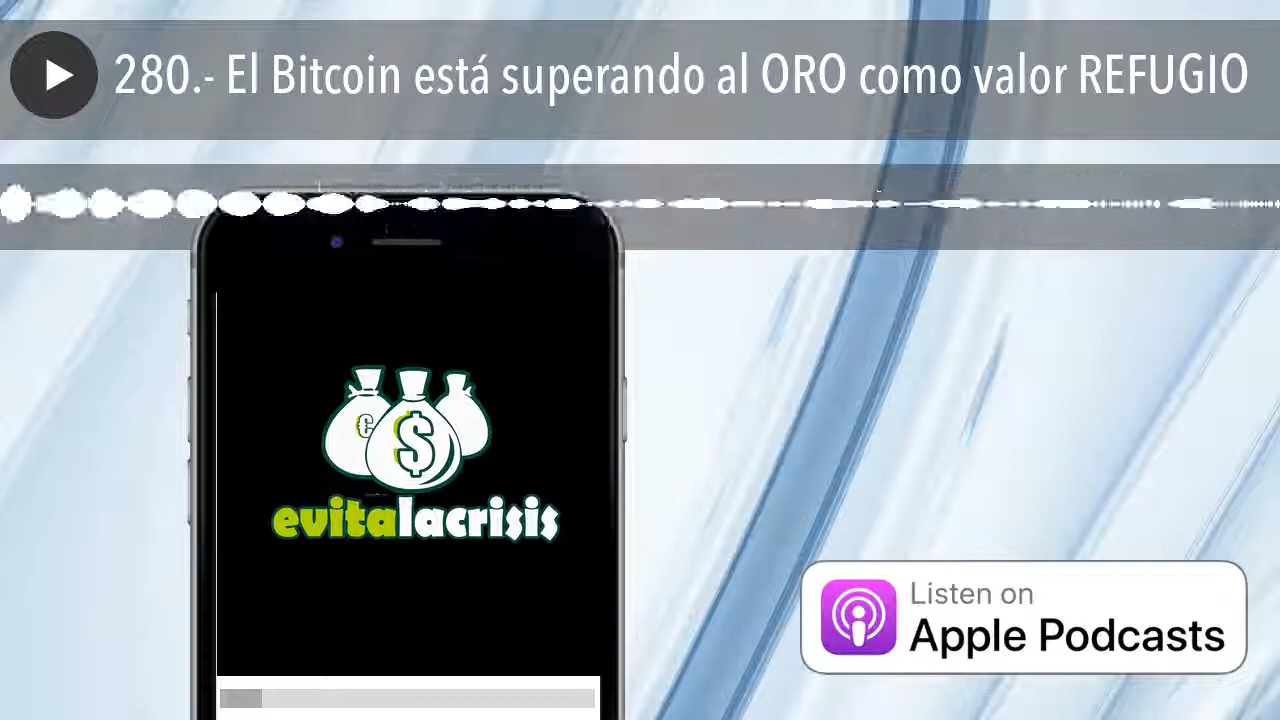 280.- El Bitcoin está superando al ORO como valor REFUGIO
€
$
evitalacrisis
Listen on
Apple Podcasts